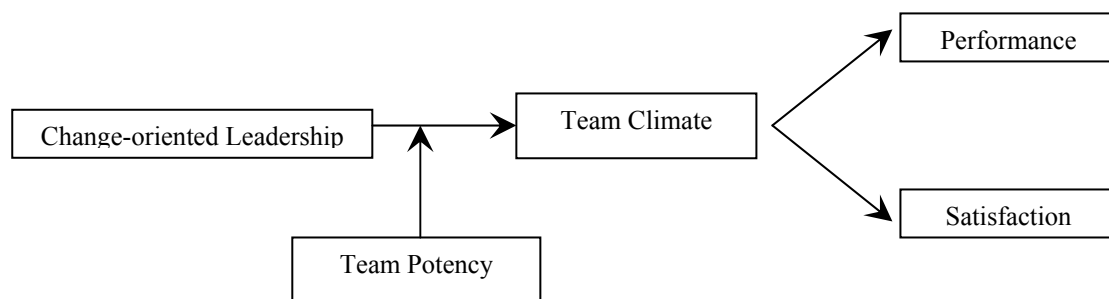 Performance
Team Climate
Change-oriented Leadership
Satisfaction
Team Potency